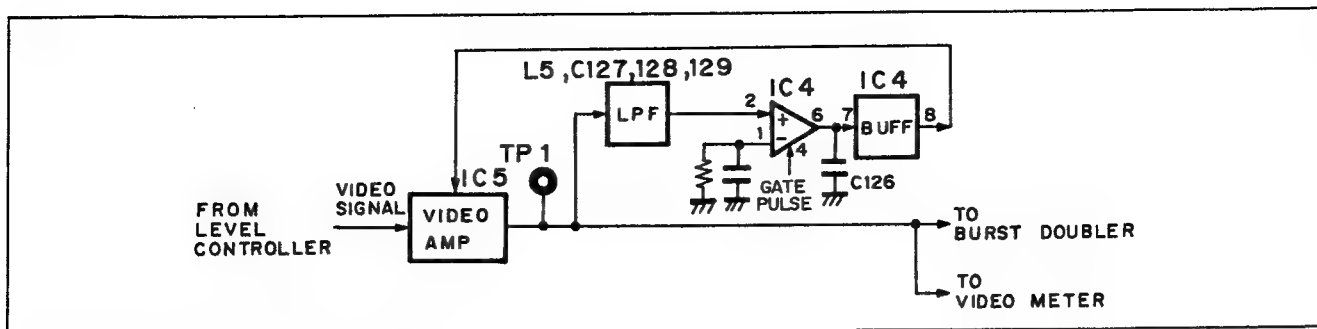 L5,C127,128,129
IC4
IC4
LPF
2
+
1
-
4
6
7
BUFF
8
TP1
IC5
GATE
PULSE
C126
VIDEO
SIGNAL
FROM
LEVEL
CONTROLLER
VIDEO
AMP
TO
BURST DOUBLER
TO
VIDEO METER